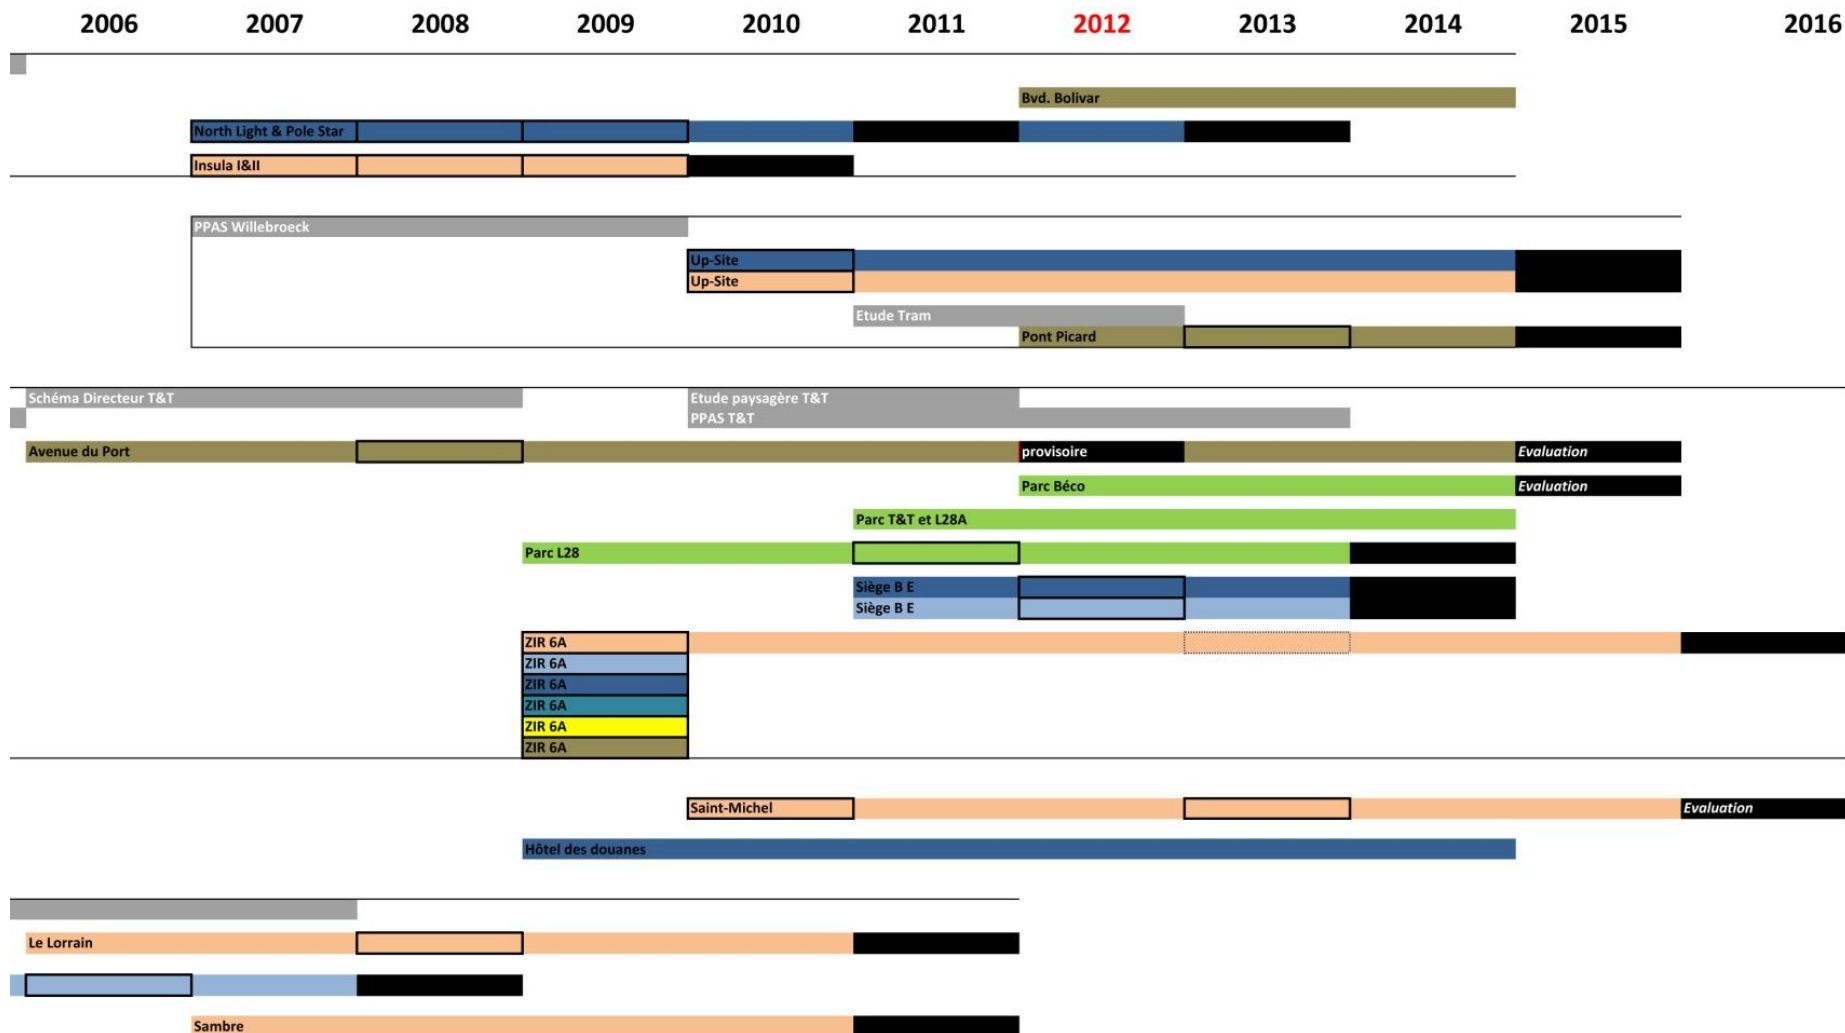 2006 2007 2008 2009 2010 2011 2012 2013 2014 2015 2016
Bvd. Bolivar
North Light & Pole Star
Insula I&II
PPAS Willebroeck
Up-Site
Up-Site
Etude Tram
Pont Picard
Schéma Directeur T&T Etude paysagère T&T
PPAS T&T
Avenue du Port provisoire Evaluation
Parc Béco Evaluation
Parc T&T et L28A
Parc L28
Siège B E
Siège B E
ZIR 6A
ZIR 6A
ZIR 6A
ZIR 6A
ZIR 6A
ZIR 6A
Saint-Michel Evaluation
Hôtel des douanes
Le Lorrain
Sambre